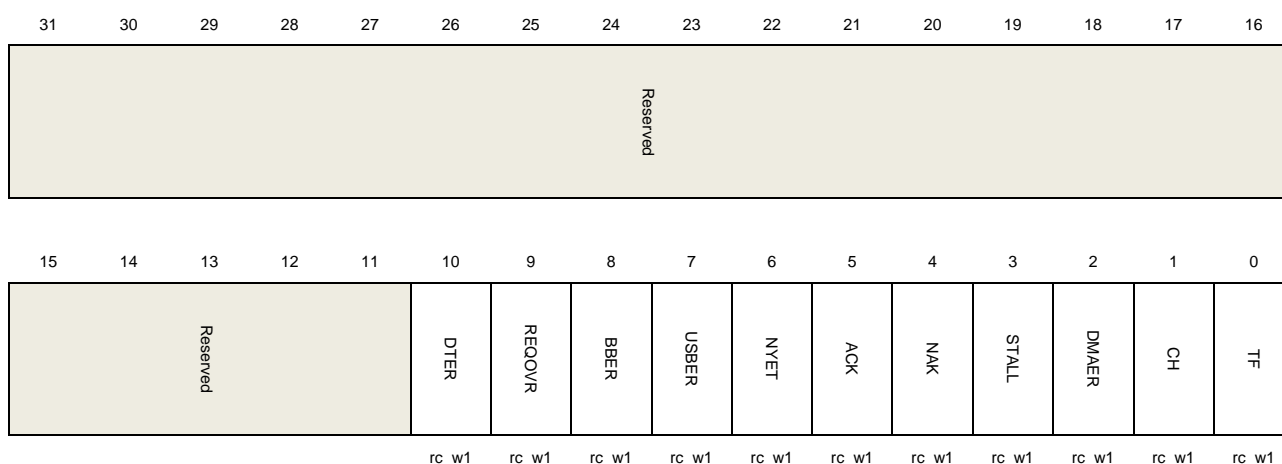 31 30 29 28 27 26 25 24 23 22 21 20 19 18 17 16
Reserved
15 14 13 12 11 10 9 8 7 6 5 4 3 2 1 0
Reserved DTER REQOVR BBER USBER NYET ACK NAK STALL DMAER CH TF
rc_w1 rc_w1 rc_w1 rc_w1 rc_w1 rc_w1 rc_w1 rc_w1 rc_w1 rc_w1 rc_w1